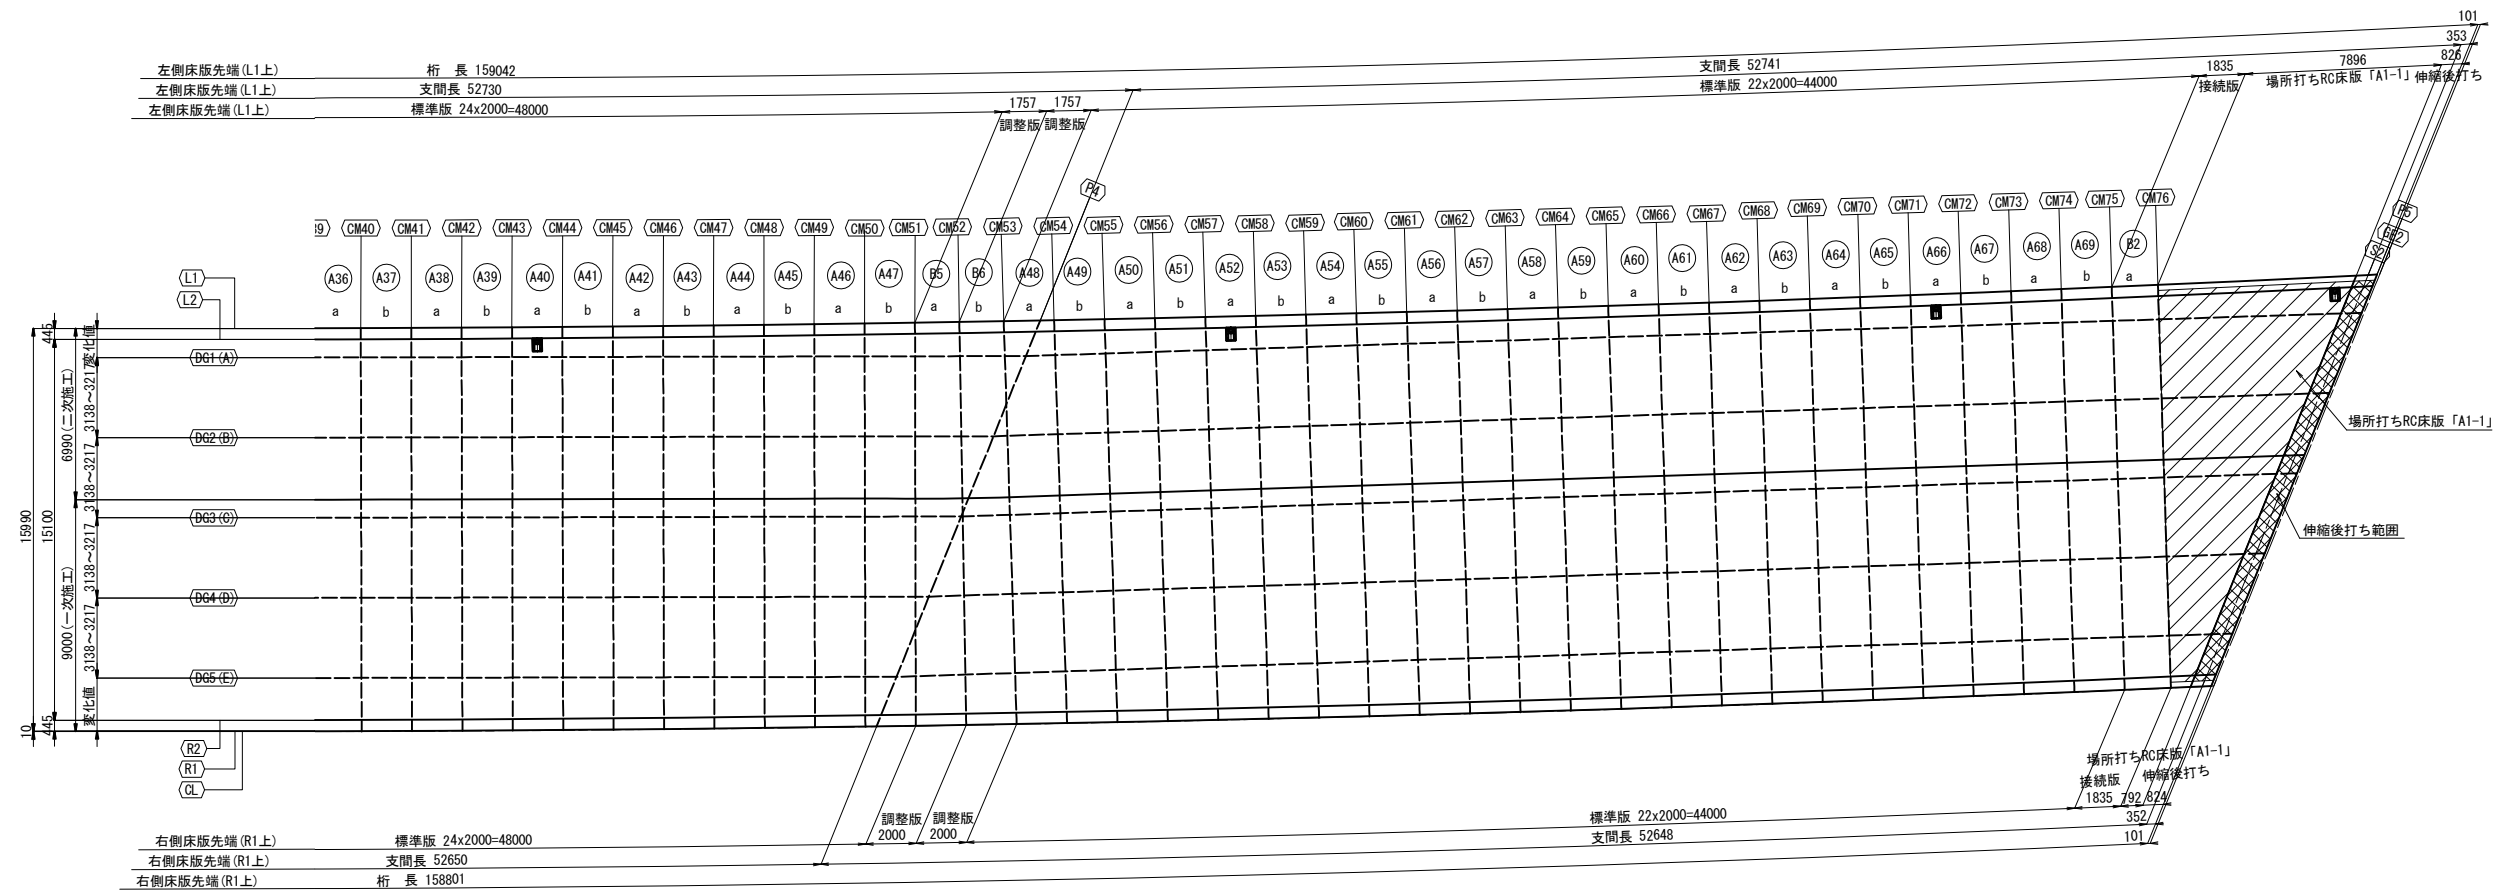 101
353
左側床版先端(L1上) 桁 長 159042 支間長 52741 826
左側床版先端(L1上) 支間長 52730 標準版 22x2000=44000 1835 7896
接続版 場所打ちRC床版「A1-1」 伸縮後打ち
左側床版先端(L1上) 標準版 24x2000=48000 1757 1757
調整版 調整版
P4
CM40 CM41 CM42 CM43 CM44 CM45 CM46 CM47 CM48 CM49 CM50 CM51 CM52 CM53 CM54 CM55 CM56 CM57 CM58 CM59 CM60 CM61 CM62 CM63 CM64 CM65 CM66 CM67 CM68 CM69 CM70 CM71 CM72 CM73 CM74 CM75 CM76
P5
GE2
S2
A36 A37 A38 A39 A40 A41 A42 A43 A44 A45 A46 A47 B5 B6 A48 A49 A50 A51 A52 A53 A54 A55 A56 A57 A58 A59 A60 A61 A62 A63 A64 A65 A66 A67 A68 A69 B2
a b a b a b a b a b a b a b a b a b a b a b a b a b a b a b a b a b a b a
L1
L2
445
変化値
DG1(A)
3138～3217
6990(二次施工)
場所打ちRC床版「A1-1」
DG2(B)
3138～3217
DG3(C)
15990
15100
伸縮後打ち範囲
3138～3217
DG4(D)
9000(一次施工)
3138～3217
DG5(E)
変化値
10
445
R2
R1
CL
場所打ちRC床版「A1-1」
接続版 伸縮後打ち
1835 792 824
調整版 調整版
2000 2000
標準版 22x2000=44000 352
右側床版先端(R1上) 標準版 24x2000=48000 支間長 52648 101
右側床版先端(R1上) 支間長 52650
右側床版先端(R1上) 桁 長 158801